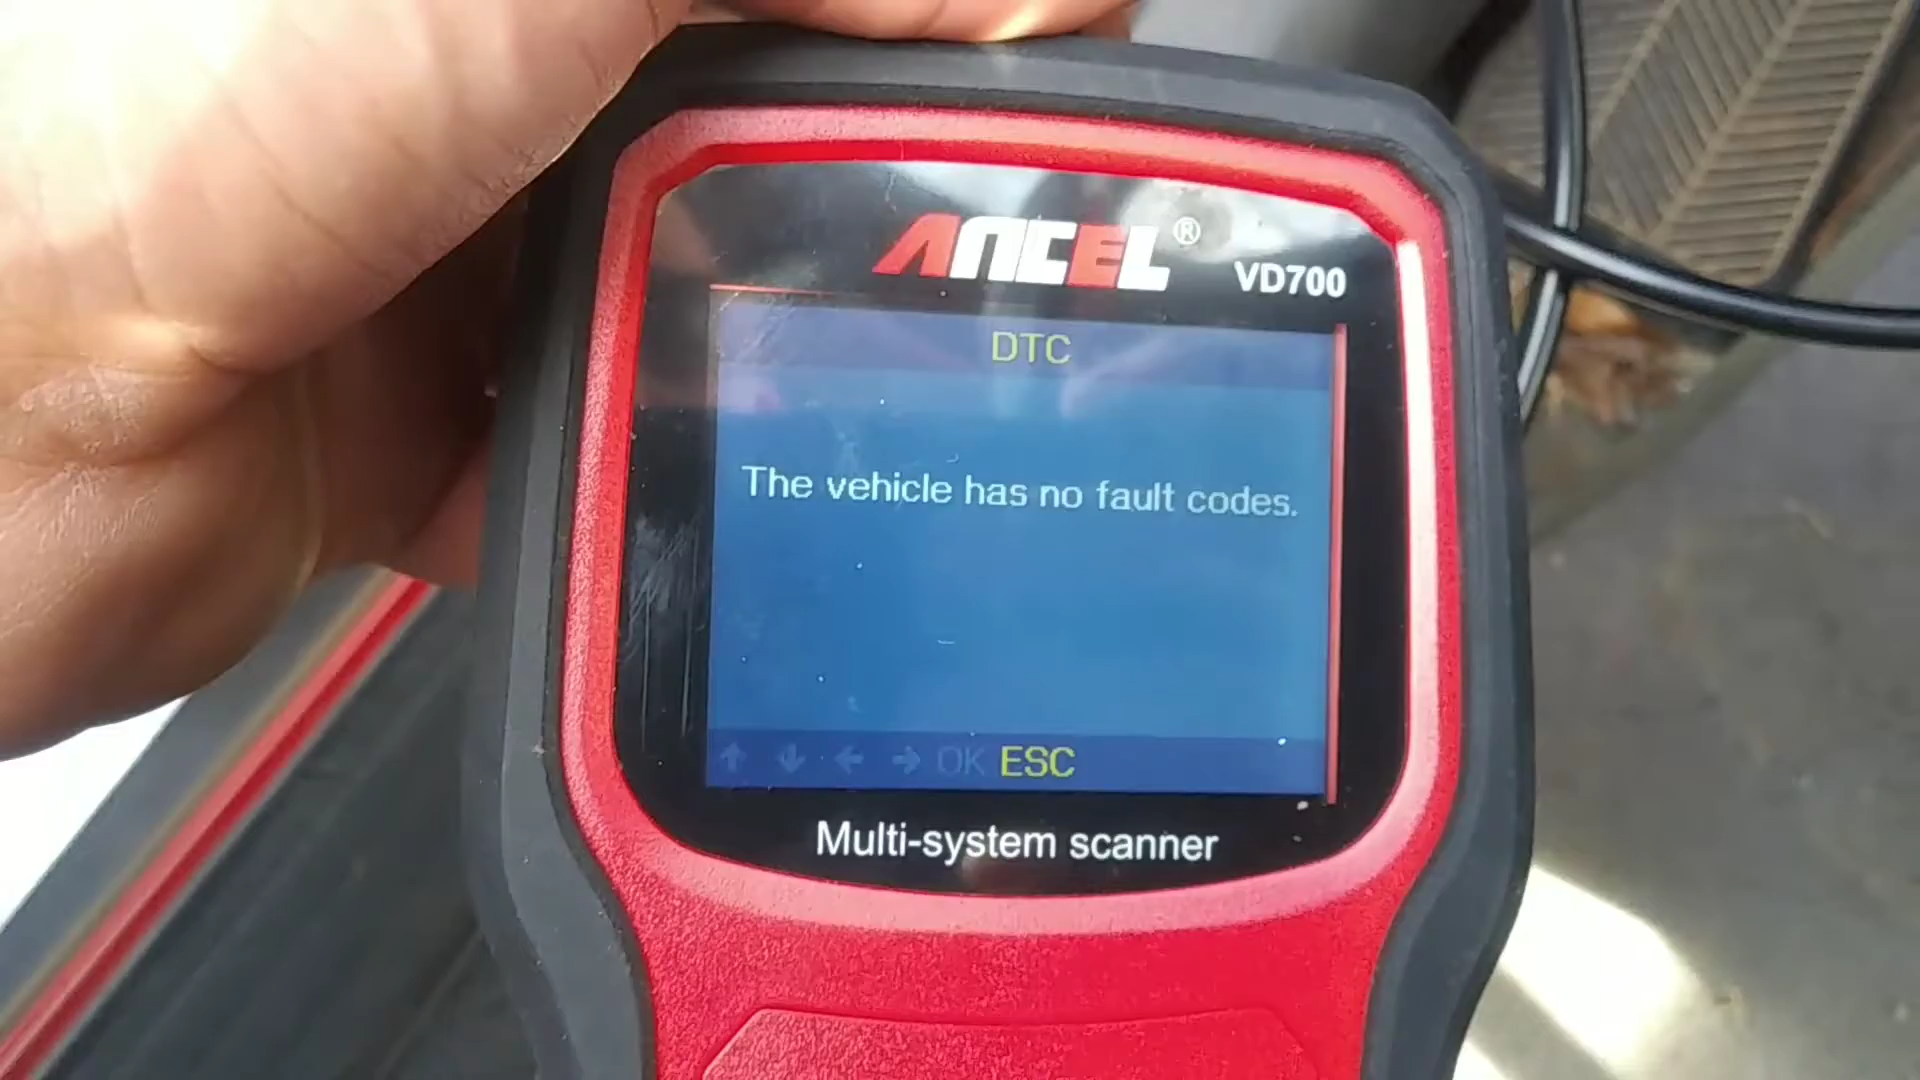 ANCEL®
VD700
DTC
The vehicle has no fault codes.
OK ESC
Multi-system scanner